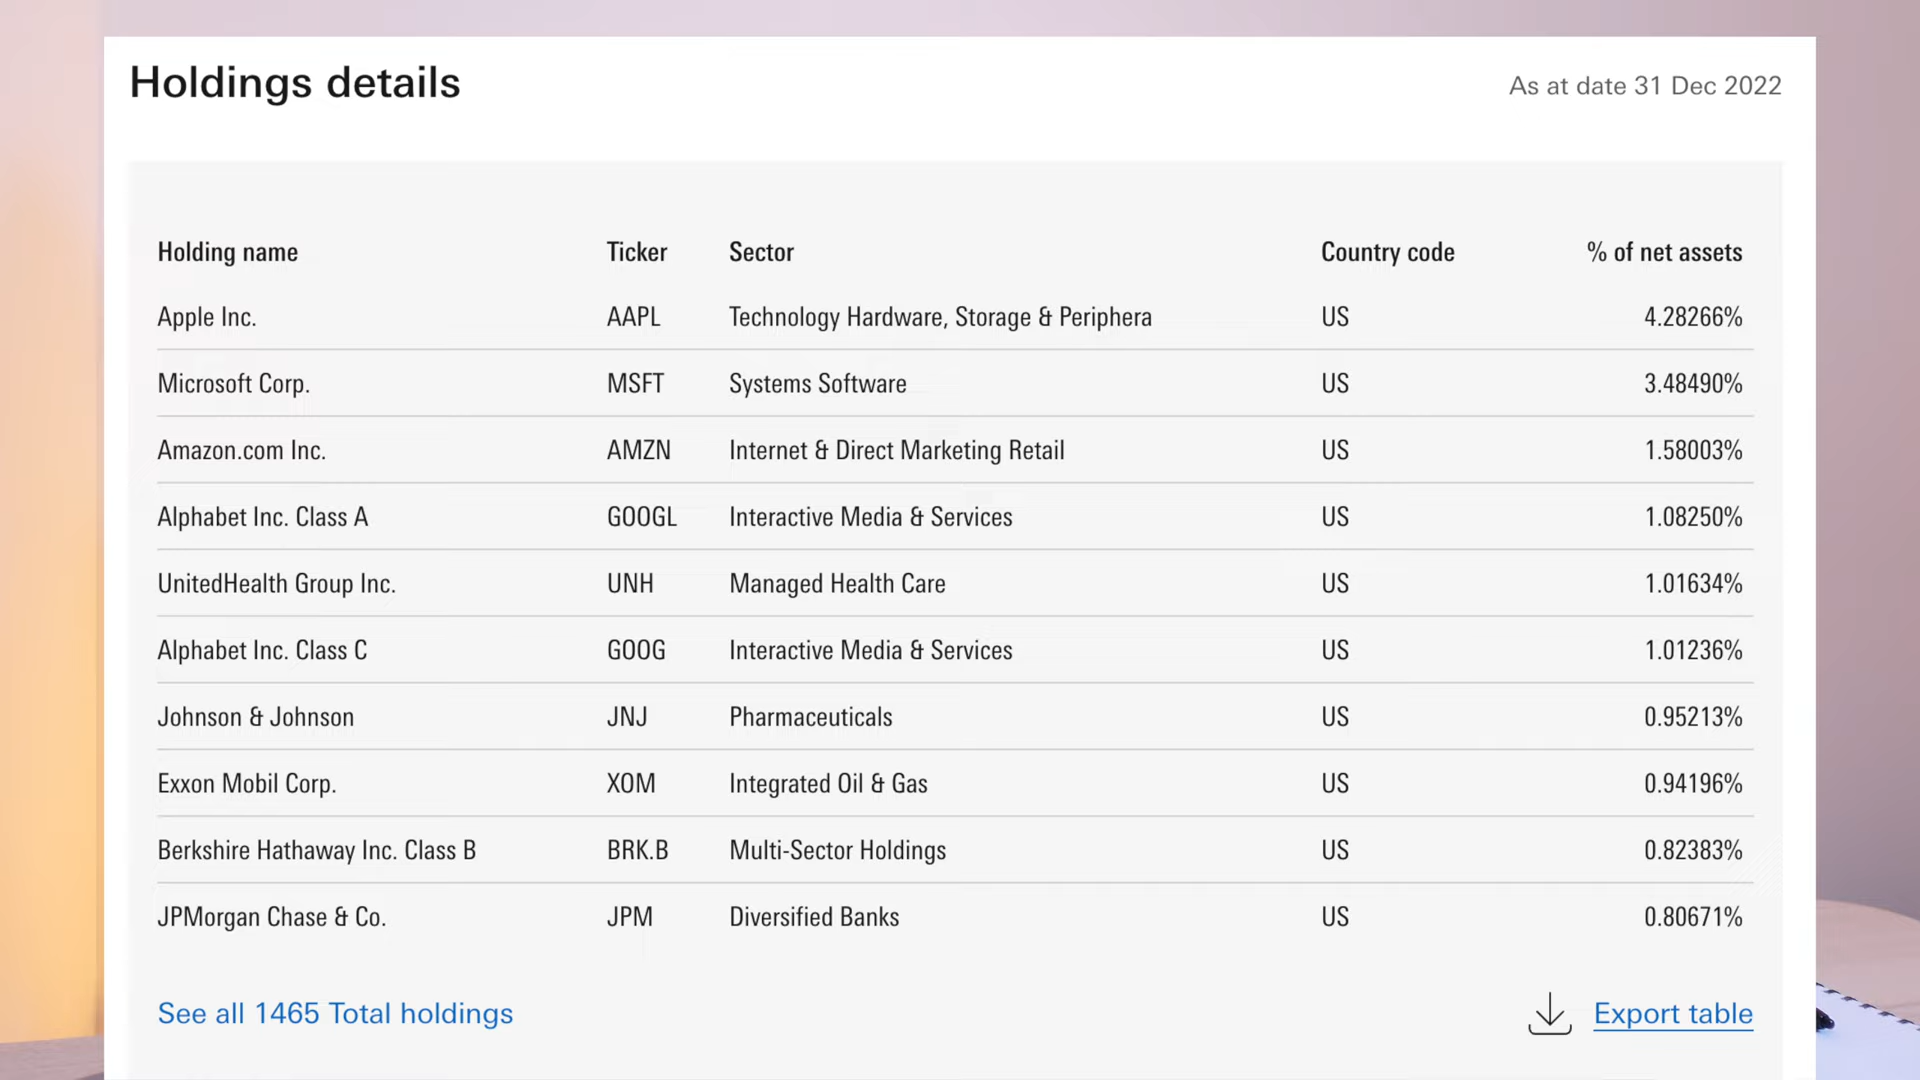 Holdings details
As at date 31 Dec 2022
Holding name Ticker Sector Country code % of net assets
Apple Inc. AAPL Technology Hardware, Storage & Periphera US 4.28266%
Microsoft Corp. MSFT Systems Software US 3.48490%
Amazon.com Inc. AMZN Internet & Direct Marketing Retail US 1.58003%
Alphabet Inc. Class A GOOGL Interactive Media & Services US 1.08250%
UnitedHealth Group Inc. UNH Managed Health Care US 1.01634%
Alphabet Inc. Class C GOOG Interactive Media & Services US 1.01236%
Johnson & Johnson JNJ Pharmaceuticals US 0.95213%
Exxon Mobil Corp. XOM Integrated Oil & Gas US 0.94196%
Berkshire Hathaway Inc. Class B BRK.B Multi-Sector Holdings US 0.82383%
JPMorgan Chase & Co. JPM Diversified Banks US 0.80671%
See all 1465 Total holdings
Export table